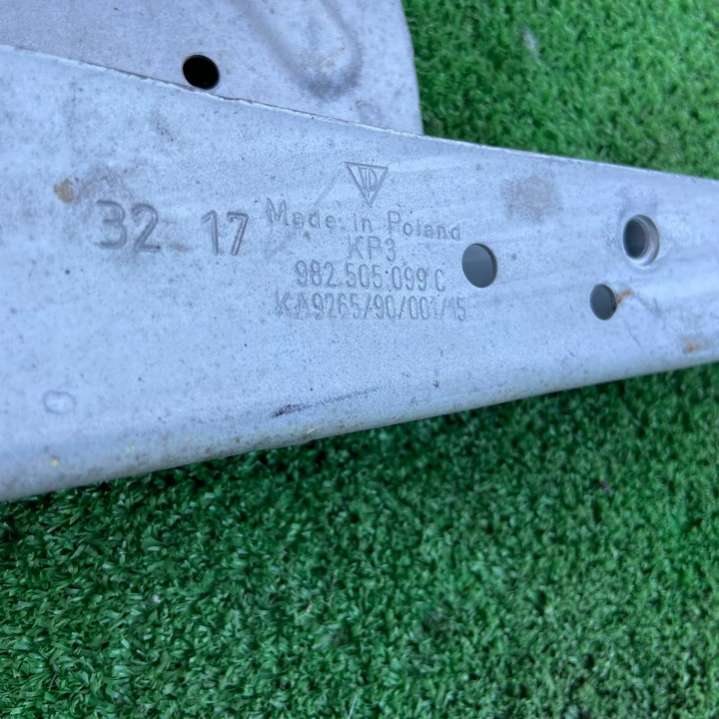 32 17
Made in Poland
KP3
982.505.099 C
KA9265/90/001/15